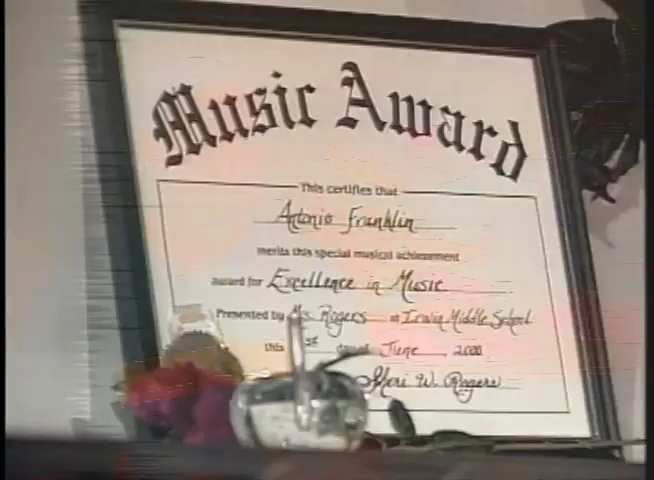 Music Award
This certifies that
Antonio Franklin
merits this special musical achievement
award for Excellence in Music
Presented by Ms. Rogers at Irwin Middle School
this 1st day of June 2000
Sheri W. Rogers